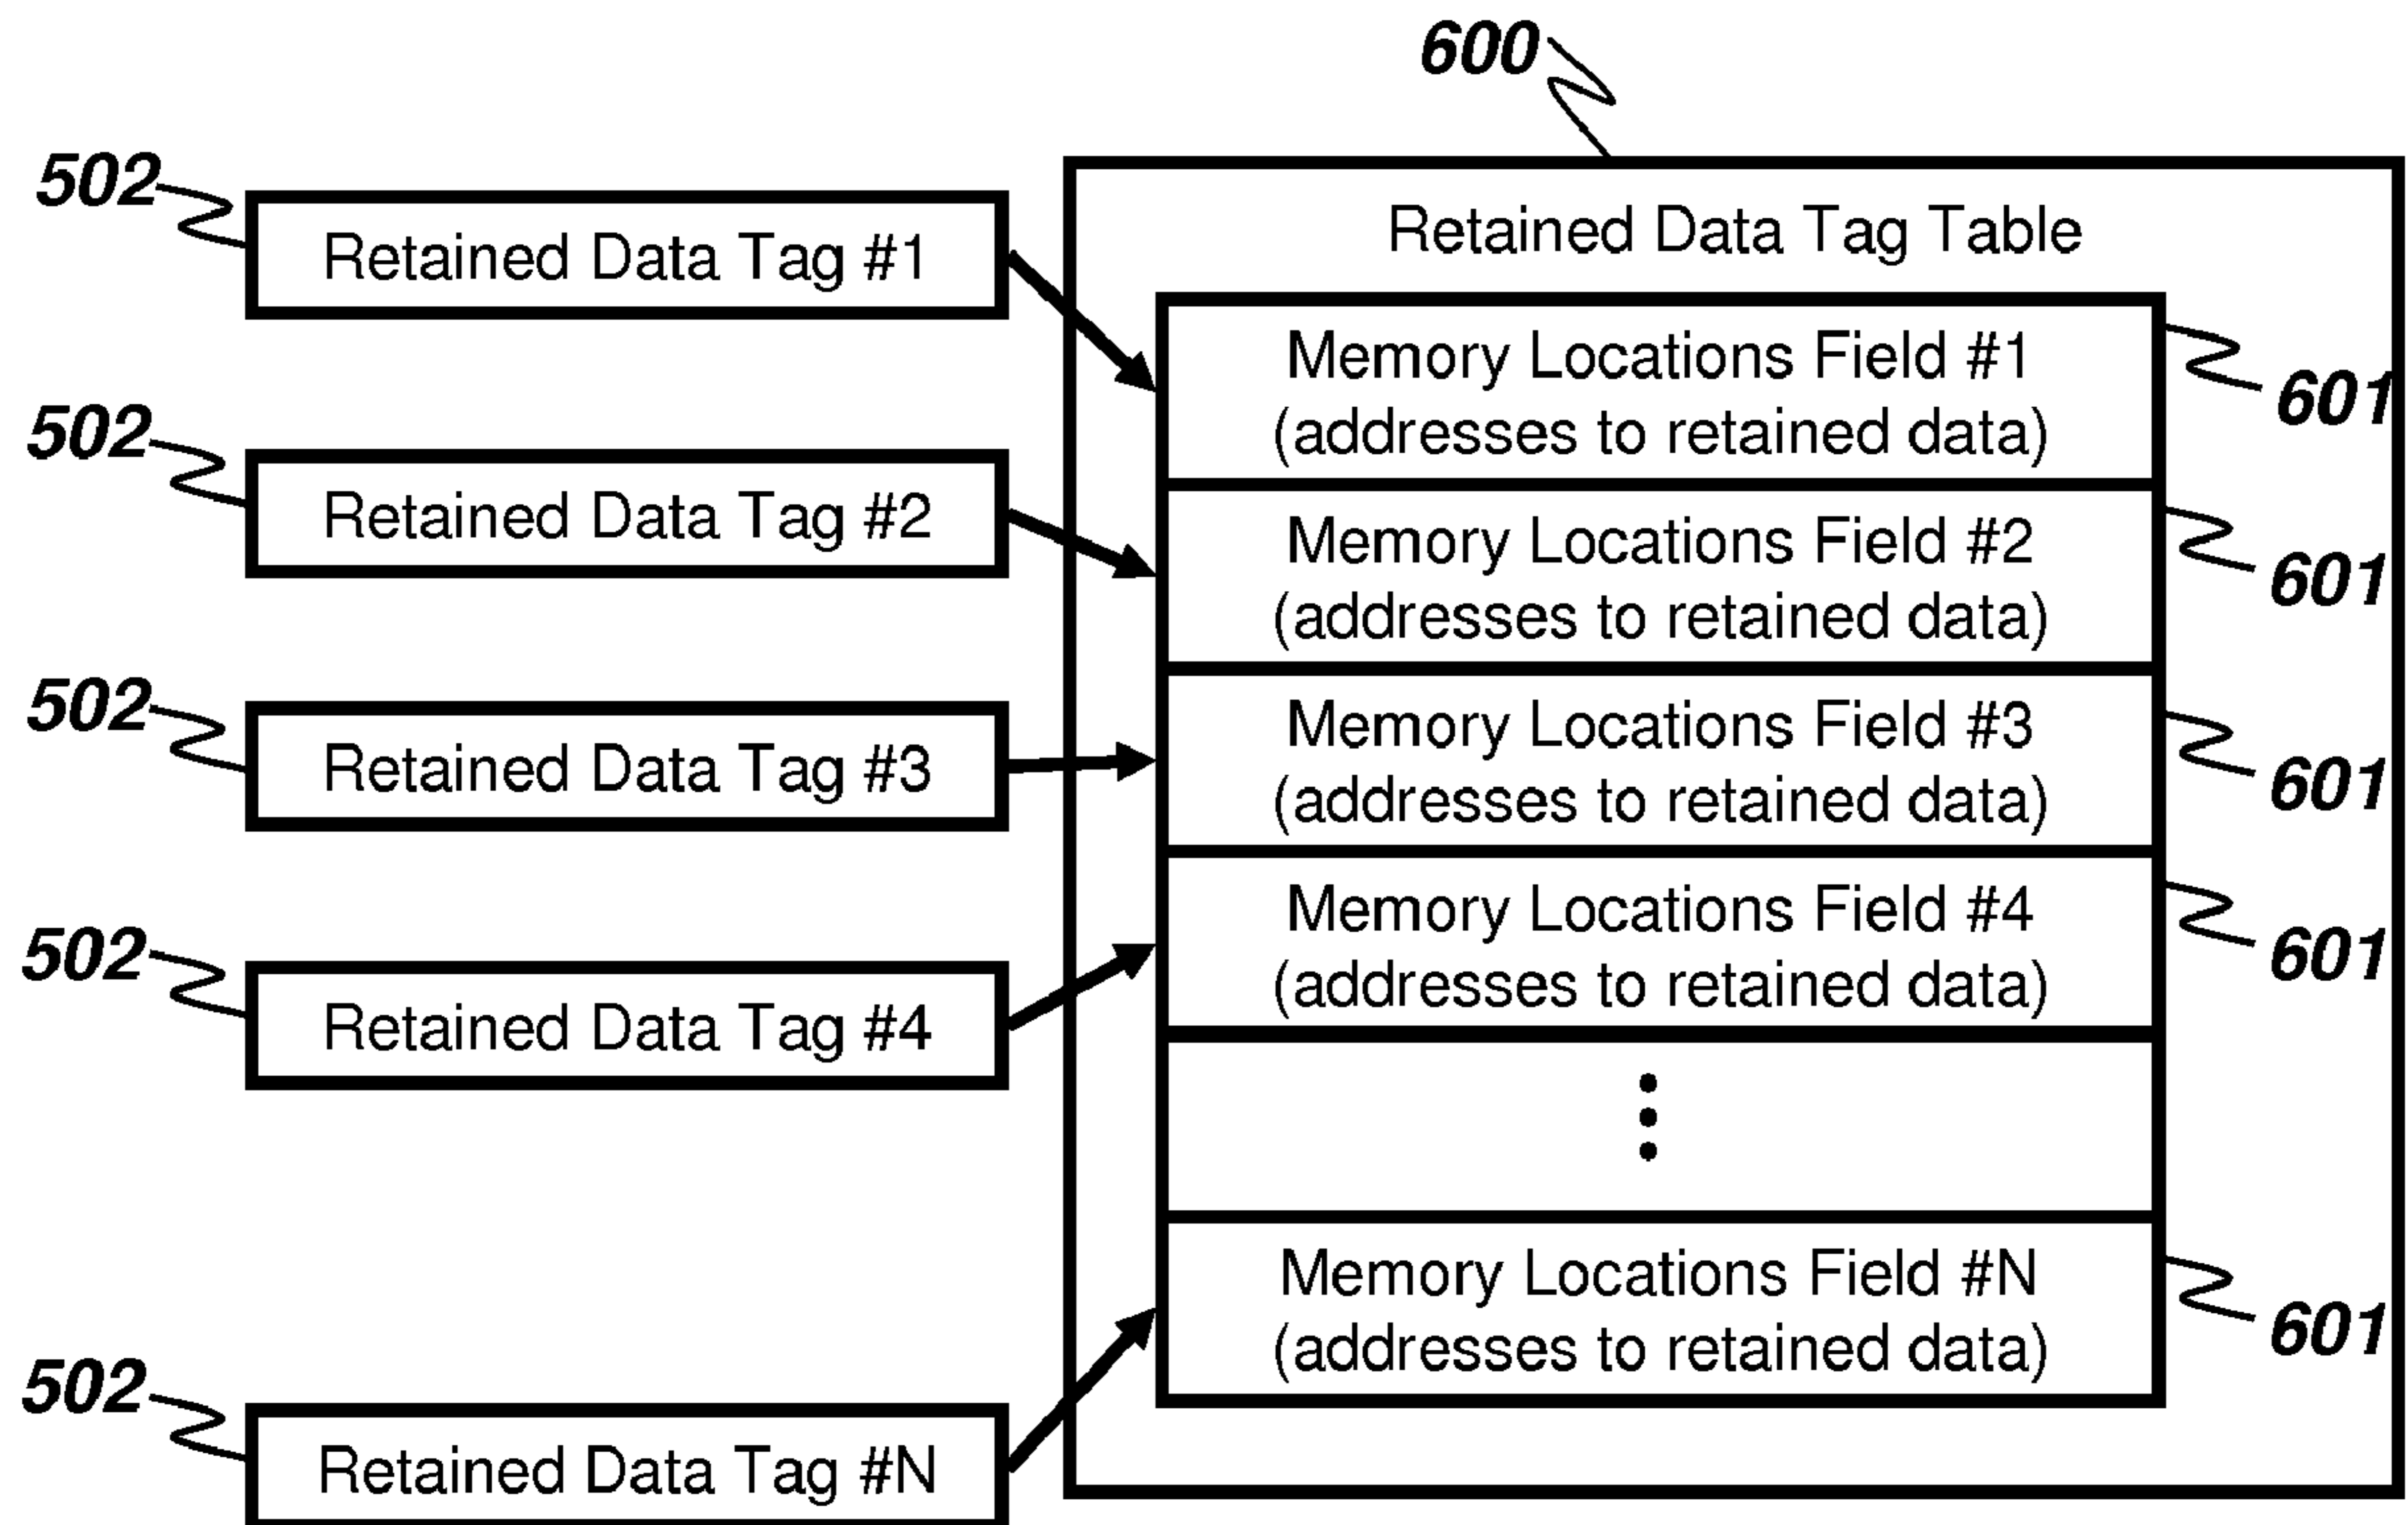 600
502
Retained Data Tag #1
502
Retained Data Tag #2
502
Retained Data Tag #3
502
Retained Data Tag #4
502
Retained Data Tag #N
Retained Data Tag Table
Memory Locations Field #1
(addresses to retained data)
601
Memory Locations Field #2
(addresses to retained data)
601
Memory Locations Field #3
(addresses to retained data)
601
Memory Locations Field #4
(addresses to retained data)
601
Memory Locations Field #N
(addresses to retained data)
601